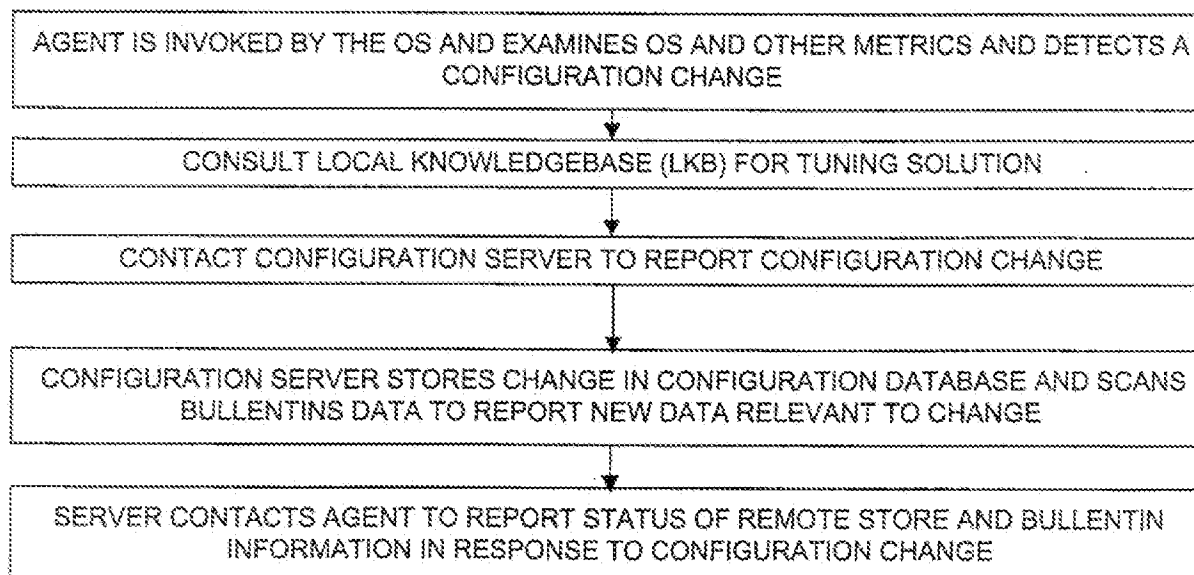 AGENT IS INVOKED BY THE OS AND EXAMINES OS AND OTHER METRICS AND DETECTS A
CONFIGURATION CHANGE
CONSULT LOCAL KNOWLEDGEBASE (LKB) FOR TUNING SOLUTION
CONTACT CONFIGURATION SERVER TO REPORT CONFIGURATION CHANGE
CONFIGURATION SERVER STORES CHANGE IN CONFIGURATION DATABASE AND SCANS
BULLENTINS DATA TO REPORT NEW DATA RELEVANT TO CHANGE
SERVER CONTACTS AGENT TO REPORT STATUS OF REMOTE STORE AND BULLENTIN
INFORMATION IN RESPONSE TO CONFIGURATION CHANGE